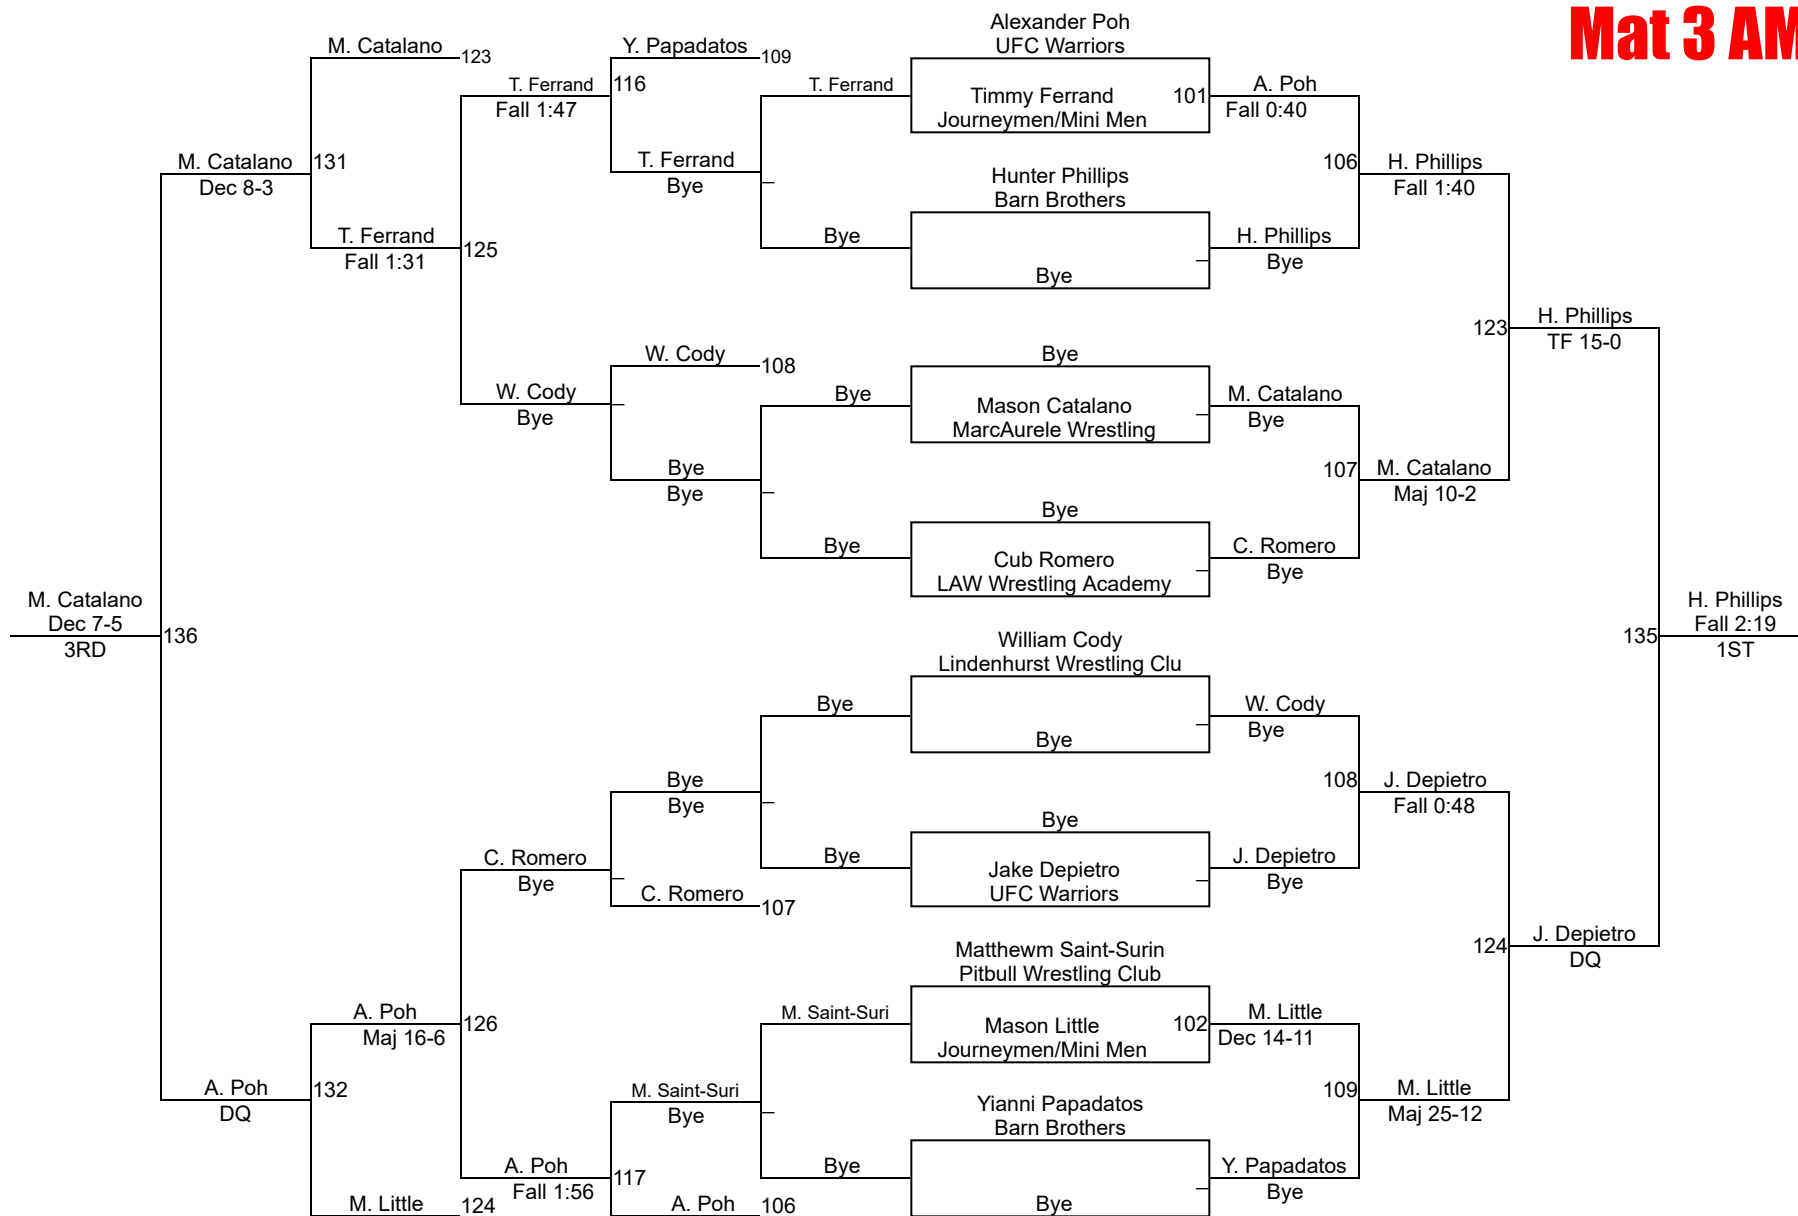 Mat 3 AM
Alexander Poh
UFC Warriors
M. Catalano
123
Y. Papadatos
109
T. Ferrand
116
Fall 1:47
T. Ferrand
Timmy Ferrand
Journeymen/Mini Men
101
A. Poh
Fall 0:40
M. Catalano
Dec 8-3
131
T. Ferrand
Bye
Hunter Phillips
Barn Brothers
106
H. Phillips
Fall 1:40
T. Ferrand
Fall 1:31
125
Bye
Bye
H. Phillips
Bye
123
H. Phillips
TF 15-0
W. Cody
108
Bye
W. Cody
Bye
Bye
Mason Catalano
MarcAurele Wrestling
M. Catalano
Bye
Bye
Bye
107
M. Catalano
Maj 10-2
Bye
Bye
Cub Romero
LAW Wrestling Academy
C. Romero
Bye
M. Catalano
Dec 7-5
3RD
136
William Cody
Lindenhurst Wrestling Clu
135
H. Phillips
Fall 2:19
1ST
Bye
Bye
W. Cody
Bye
Bye
Bye
108
J. Depietro
Fall 0:48
Bye
C. Romero
Bye
Bye
Jake Depietro
UFC Warriors
J. Depietro
Bye
C. Romero
107
124
J. Depietro
DQ
Matthewm Saint-Surin
Pitbull Wrestling Club
A. Poh
Maj 16-6
126
M. Saint-Suri
Mason Little
Journeymen/Mini Men
102
M. Little
Dec 14-11
A. Poh
DQ
132
M. Saint-Suri
Bye
Yianni Papadatos
Barn Brothers
109
M. Little
Maj 25-12
A. Poh
Fall 1:56
117
Bye
Bye
Y. Papadatos
Bye
M. Little
124
A. Poh
106